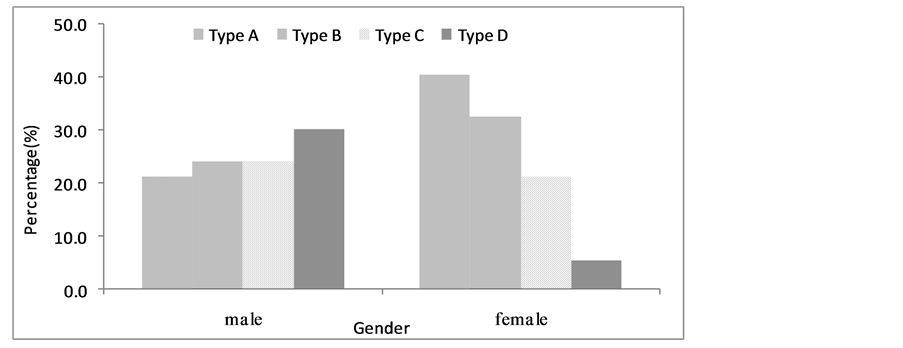 50.0
Type A Type B Type C Type D
40.0
30.0
20.0
10.0
0.0
Percentage(%)
male female
Gender